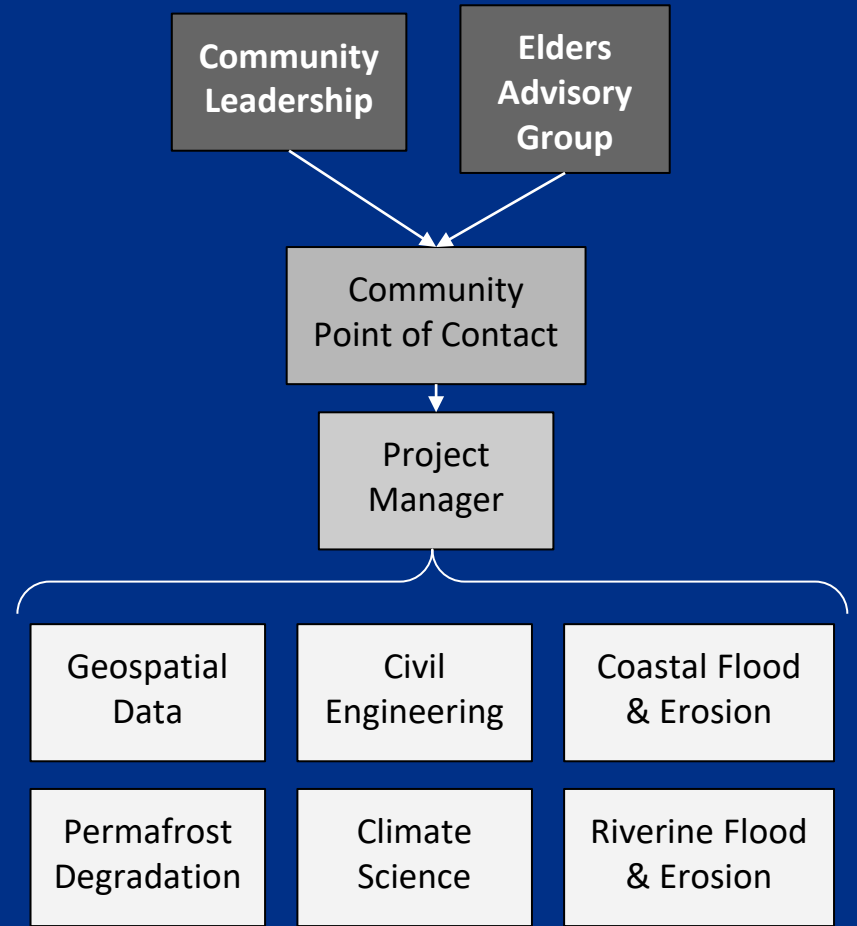 Community
Leadership
Elders
Advisory
Group
Community
Point of Contact
Project
Manager
Geospatial
Data
Civil
Engineering
Coastal Flood
& Erosion
Permafrost
Degradation
Climate
Science
Riverine Flood
& Erosion